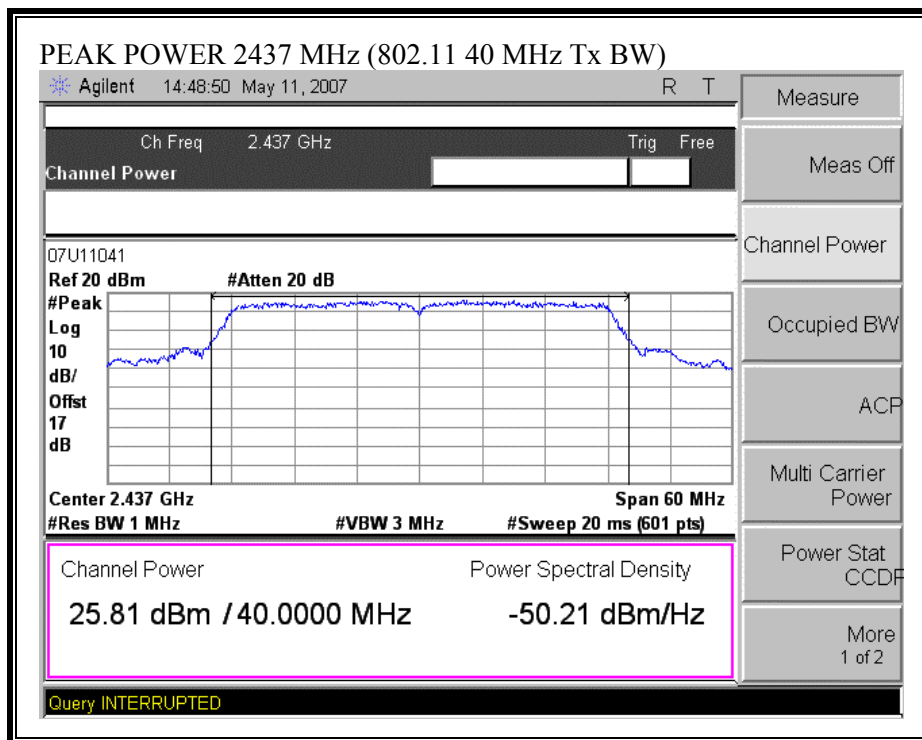 PEAK POWER 2437 MHz (802.11 40 MHz Tx BW)
Agilent 14:48:50 May 11, 2007 R T
Measure
Ch Freq 2.437 GHz Trig Free
Channel Power
Meas Off
Channel Power
07U11041
Ref 20 dBm #Atten 20 dB
#Peak
Log
10
dB/
Offst
17
dB
Occupied BW
ACP
Center 2.437 GHz Span 60 MHz
#Res BW 1 MHz #VBW 3 MHz #Sweep 20 ms (601 pts)
Multi Carrier
Power
Channel Power Power Spectral Density
25.81 dBm / 40.0000 MHz -50.21 dBm/Hz
Power Stat
CCDF
More
1 of 2
Query INTERRUPTED